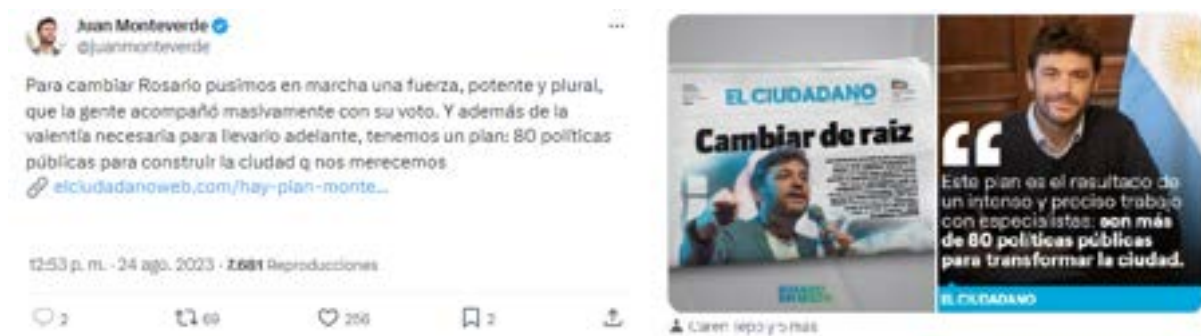 Juan Monteverde
@juanmonteverde
Para cambiar Rosario pusimos en marcha una fuerza, potente y plural,
que la gente acompañó masivamente con su voto. Y además de la
valentía necesaria para llevarlo adelante, tenemos un plan: 80 políticas
públicas para construir la ciudad q nos merecemos
elciudadanoweb.com/hay-plan-monte...
12:53 p. m. · 24 ago. 2023 · 7.681 Reproducciones
2 69 256 2
EL CIUDADANO
Cambiar de raíz
“
Este plan es el resultado de
un intenso y preciso trabajo
con especialistas: son más
de 80 políticas públicas
para transformar la ciudad.
EL CIUDADANO
Caren Tepp y 5 más